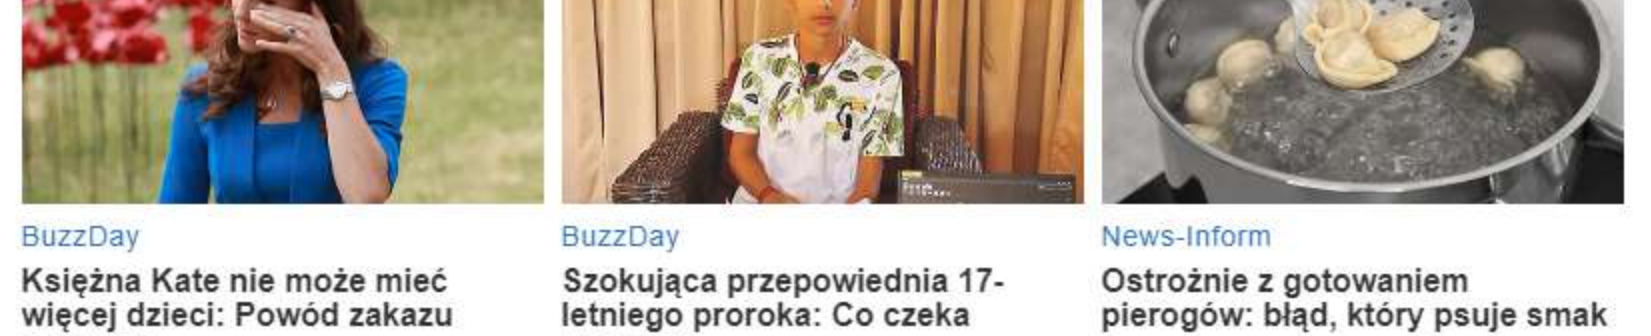 BuzzDay
Księżna Kate nie może mieć
więcej dzieci: Powód zakazu
BuzzDay
Szokująca przepowiednia 17-
letniego proroka: Co czeka
News-Inform
Ostrożnie z gotowaniem
pierogów: błąd, który psuje smak